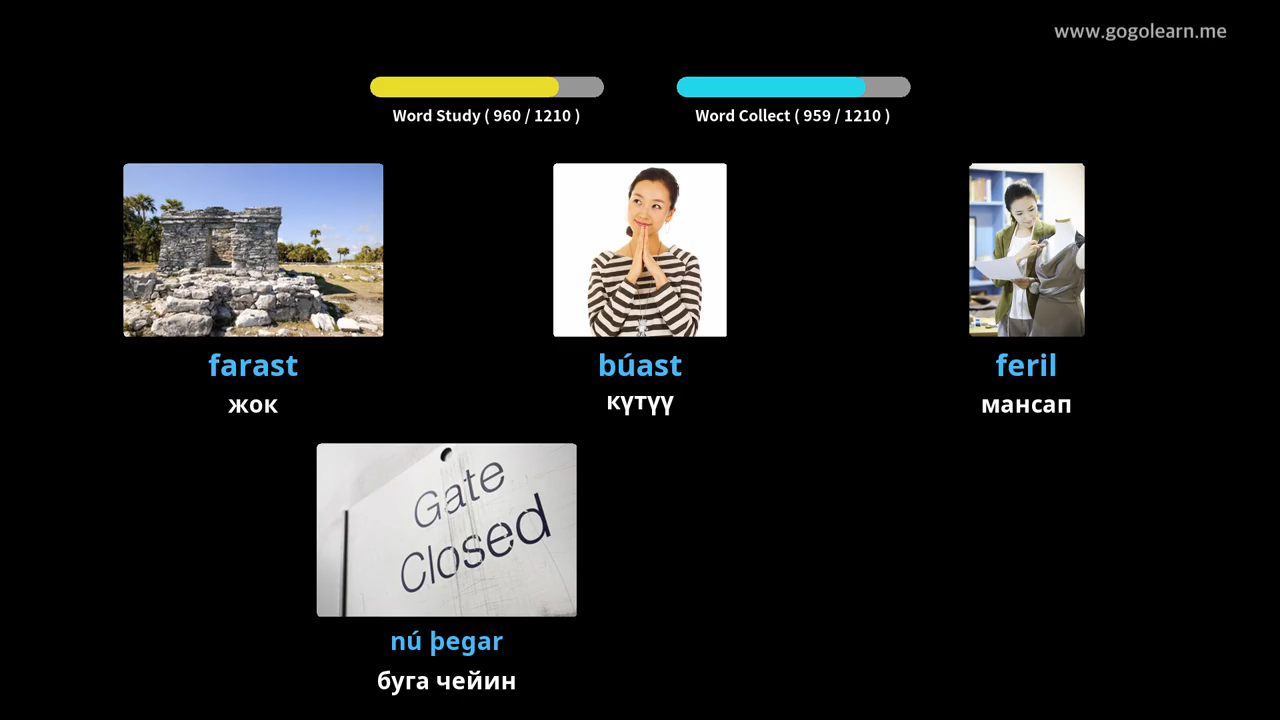 www.gogolearn.me
Word Study ( 960 / 1210 )
Word Collect ( 959 / 1210 )
farast
жок
búast
күтүү
feril
мансап
Gate
Closed
nú þegar
буга чейин